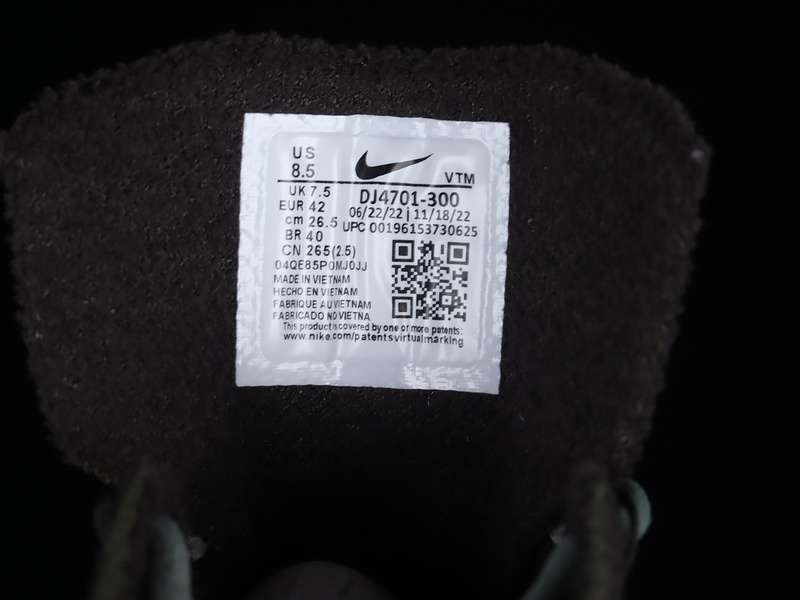 US
8.5
VTM
UK 7.5
EUR 42
cm 26.5
BR 40
CN 265(2.5)
DJ4701-300
06/22/22 | 11/18/22
UPC 00196153730625
04QE85P0MJ0JJ
MADE IN VIETNAM
HECHO EN VIETNAM
FABRIQUE AU VIETNAM
FABRICADO NO VIETNA
This product is covered by one or more patents:
www.nike.com/patentsvirtualmarking